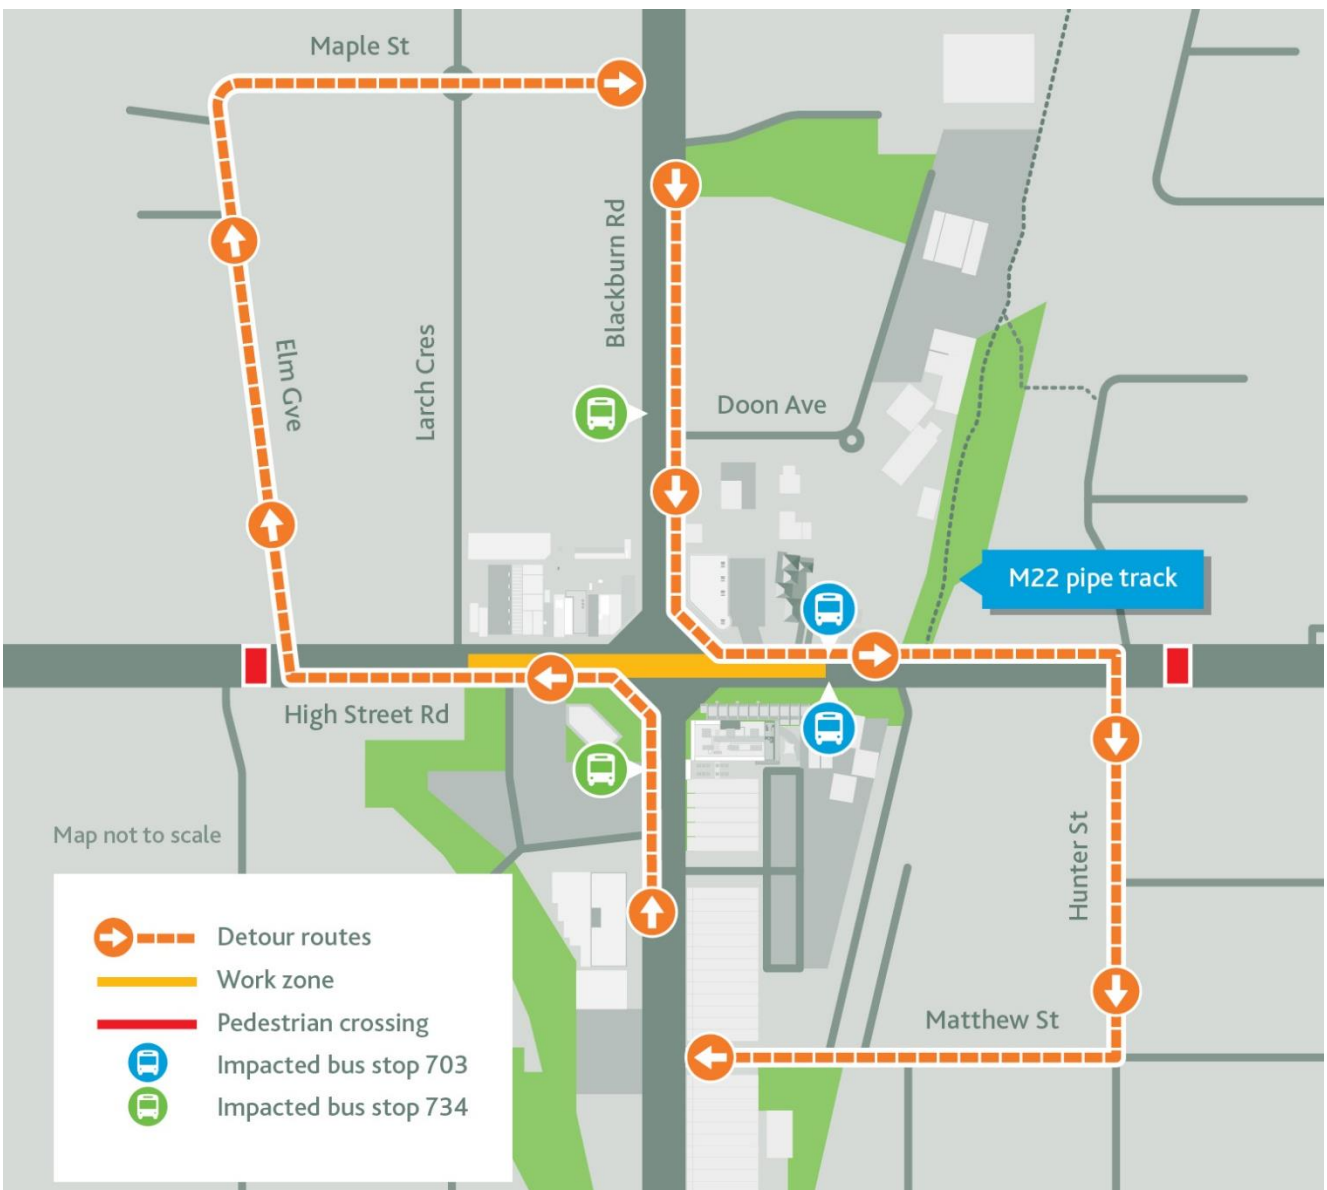 Maple St
Blackburn Rd
Elm Gve
Larch Cres
Doon Ave
M22 pipe track
High Street Rd
Map not to scale
Hunter St
Matthew St
Detour routes
Work zone
Pedestrian crossing
Impacted bus stop 703
Impacted bus stop 734